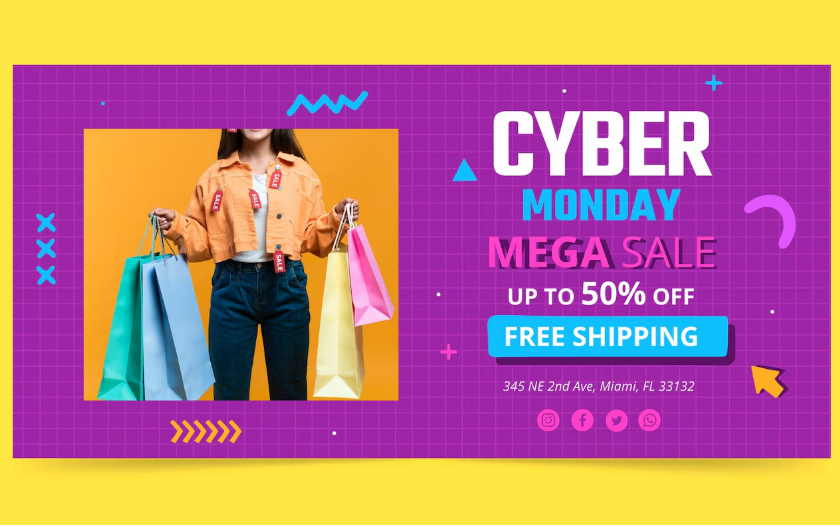 CYBER
MONDAY
MEGA SALE
UP TO 50% OFF
FREE SHIPPING
345 NE 2nd Ave, Miami, FL 33132
SALE
SALE
SALE
SALE